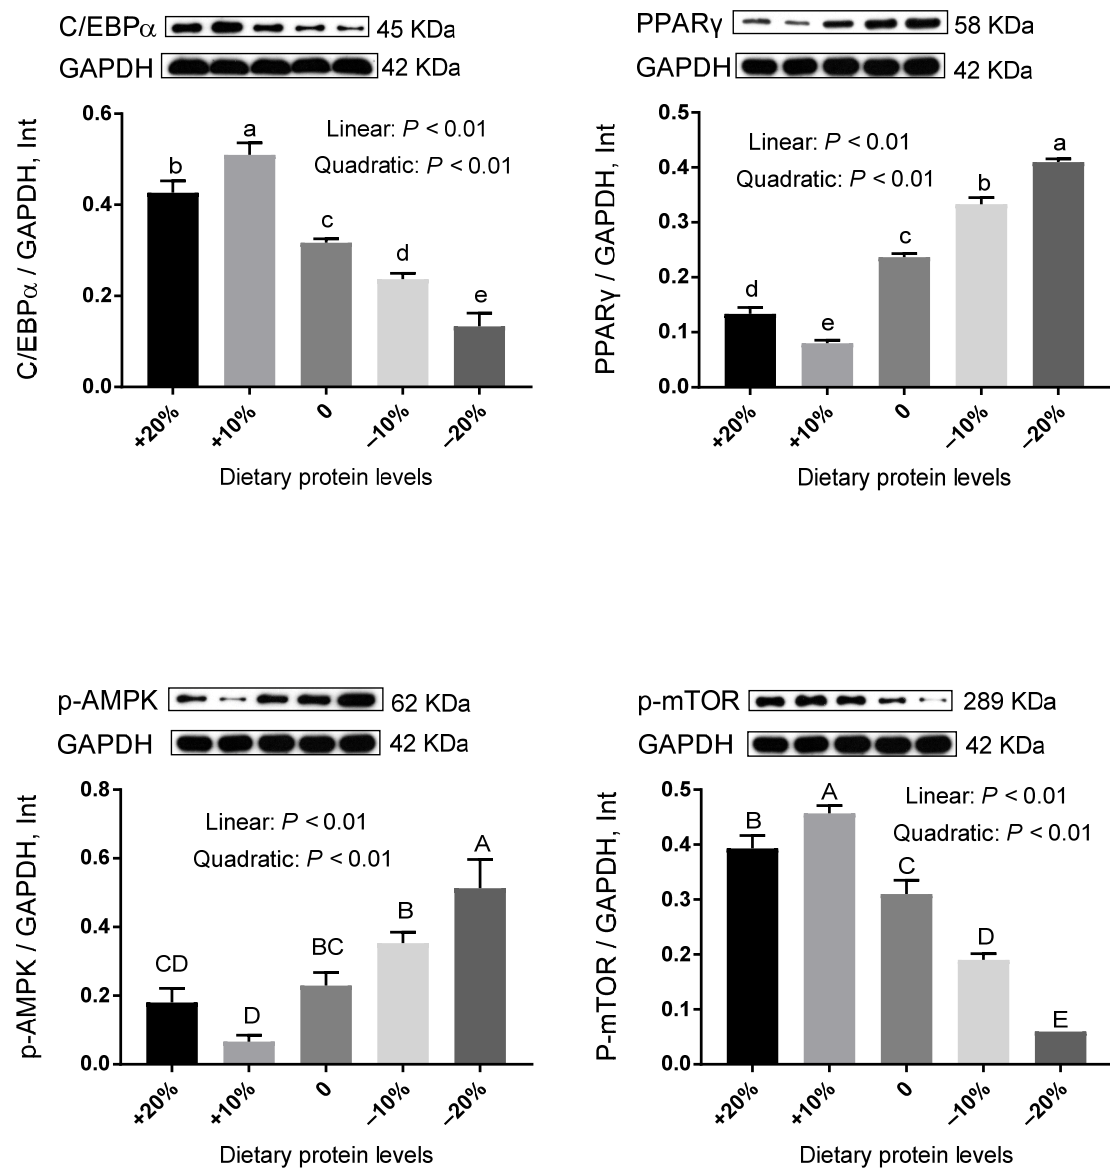 C/EBPα
45 KDa
GAPDH
42 KDa
C/EBPα / GAPDH, Int
0.6
0.4
0.2
0.0
Linear: P < 0.01
Quadratic: P < 0.01
b
a
c
d
e
+20%
+10%
0
–10%
–20%
Dietary protein levels
PPARγ
58 KDa
GAPDH
42 KDa
PPARγ / GAPDH, Int
0.5
0.4
0.3
0.2
0.1
0.0
Linear: P < 0.01
Quadratic: P < 0.01
d
e
c
b
a
+20%
+10%
0
–10%
–20%
Dietary protein levels
p-AMPK
62 KDa
GAPDH
42 KDa
p-AMPK / GAPDH, Int
0.8
0.6
0.4
0.2
0.0
Linear: P < 0.01
Quadratic: P < 0.01
CD
D
BC
B
A
+20%
+10%
0
–10%
–20%
Dietary protein levels
p-mTOR
289 KDa
GAPDH
42 KDa
P-mTOR / GAPDH, Int
0.5
0.4
0.3
0.2
0.1
0.0
Linear: P < 0.01
Quadratic: P < 0.01
B
A
C
D
E
+20%
+10%
0
–10%
–20%
Dietary protein levels